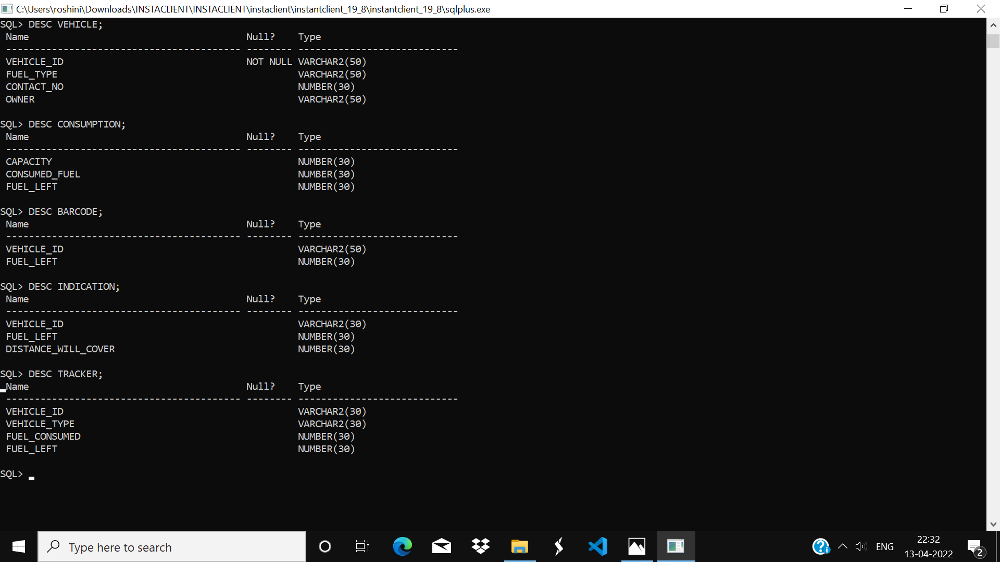 C:\Users\roshini\Downloads\INSTACLIENT\INSTACLIENT\instaclient\instantclient_19_8\instantclient_19_8\sqlplus.exe
SQL> DESC VEHICLE;
Name Null? Type
----------------------------------------- -------- ----------------------------
VEHICLE_ID NOT NULL VARCHAR2(50)
FUEL_TYPE VARCHAR2(50)
CONTACT_NO NUMBER(30)
OWNER VARCHAR2(50)
SQL> DESC CONSUMPTION;
Name Null? Type
----------------------------------------- -------- ----------------------------
CAPACITY NUMBER(30)
CONSUMED_FUEL NUMBER(30)
FUEL_LEFT NUMBER(30)
SQL> DESC BARCODE;
Name Null? Type
----------------------------------------- -------- ----------------------------
VEHICLE_ID VARCHAR2(50)
FUEL_LEFT NUMBER(30)
SQL> DESC INDICATION;
Name Null? Type
----------------------------------------- -------- ----------------------------
VEHICLE_ID VARCHAR2(30)
FUEL_LEFT NUMBER(30)
DISTANCE_WILL_COVER NUMBER(30)
SQL> DESC TRACKER;
Name Null? Type
----------------------------------------- -------- ----------------------------
VEHICLE_ID VARCHAR2(30)
VEHICLE_TYPE VARCHAR2(30)
FUEL_CONSUMED NUMBER(30)
FUEL_LEFT NUMBER(30)
SQL>
Type here to search
ENG
22:32
13-04-2022
2